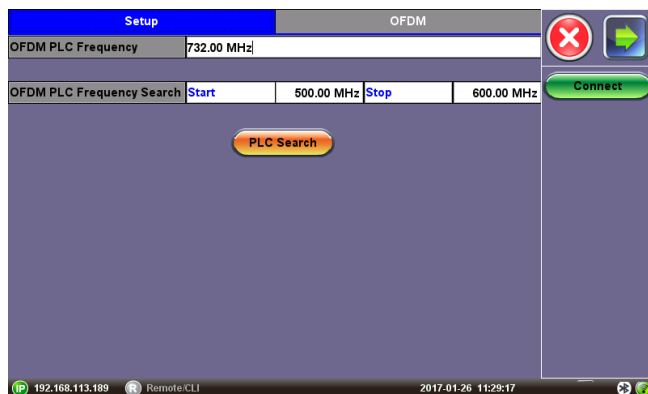 Setup
OFDM
OFDM PLC Frequency 732.00 MHz
OFDM PLC Frequency Search Start 500.00 MHz Stop 600.00 MHz
Connect
PLC Search
IP 192.168.113.189 R Remote/CLI 2017-01-26 11:29:17